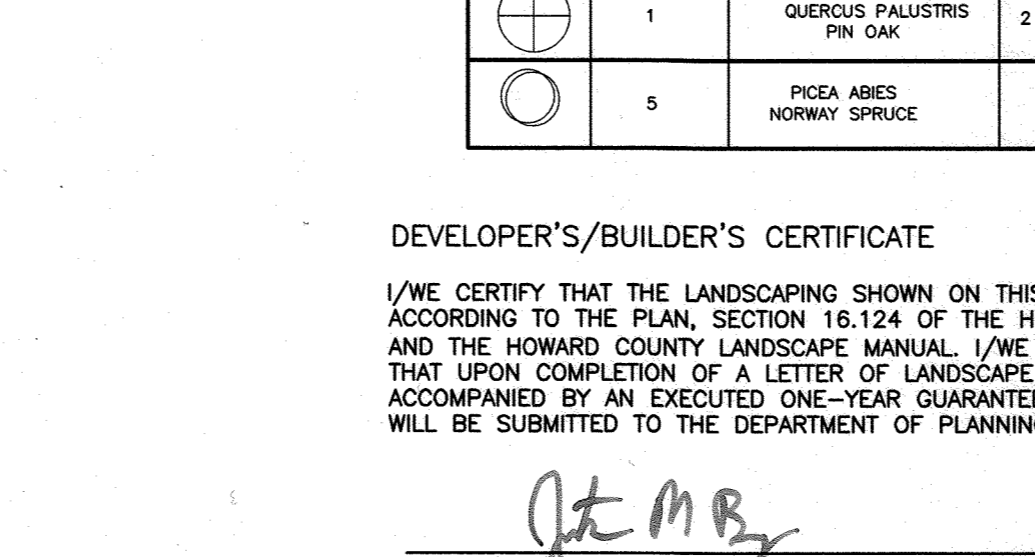 1 QUERCUS PALUSTRIS 2
PIN OAK
5 PICEA ABIES
NORWAY SPRUCE
DEVELOPER'S/BUILDER'S CERTIFICATE
I/WE CERTIFY THAT THE LANDSCAPING SHOWN ON THIS
ACCORDING TO THE PLAN, SECTION 16.124 OF THE H
AND THE HOWARD COUNTY LANDSCAPE MANUAL. I/WE
THAT UPON COMPLETION OF A LETTER OF LANDSCAPE
ACCOMPANIED BY AN EXECUTED ONE-YEAR GUARANTEE
WILL BE SUBMITTED TO THE DEPARTMENT OF PLANNING